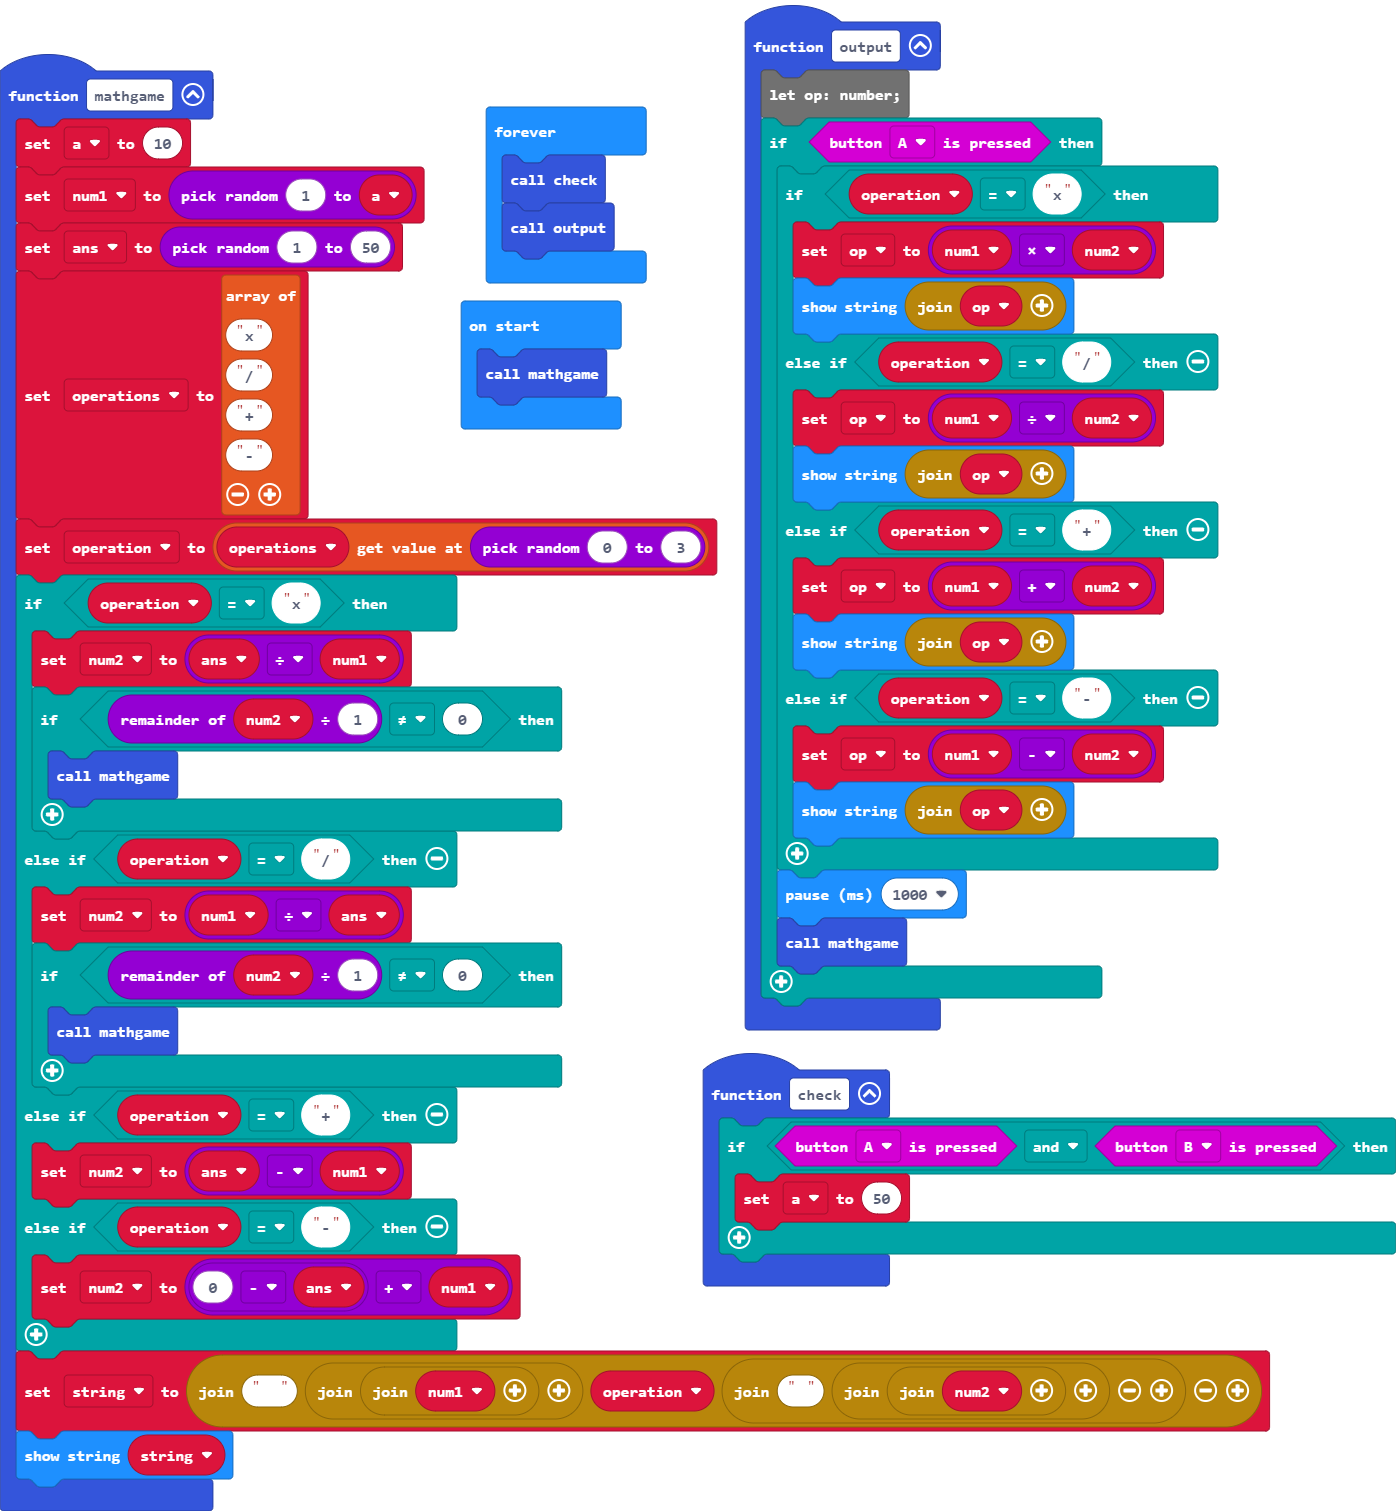 function mathgame
set a to 10
set num1 to pick random 1 to a
set ans to pick random 1 to 50
set operations to array of
"x"
"/"
"+"
"-"
set operation to operations get value at pick random 0 to 3
if operation = "x" then
set num2 to ans ÷ num1
if remainder of num2 ÷ 1 ≠ 0 then
call mathgame
else if operation = "/" then
set num2 to num1 ÷ ans
if remainder of num2 ÷ 1 ≠ 0 then
call mathgame
else if operation = "+" then
set num2 to ans - num1
else if operation = "-" then
set num2 to 0 - ans + num1
set string to join " " join join num1 operation join " " join join num2
show string string
forever
call check
call output
on start
call mathgame
function output
let op: number;
if button A is pressed then
if operation = "x" then
set op to num1 × num2
show string join op
else if operation = "/" then
set op to num1 ÷ num2
show string join op
else if operation = "+" then
set op to num1 + num2
show string join op
else if operation = "-" then
set op to num1 - num2
show string join op
pause (ms) 1000
call mathgame
function check
if button A is pressed and button B is pressed then
set a to 50